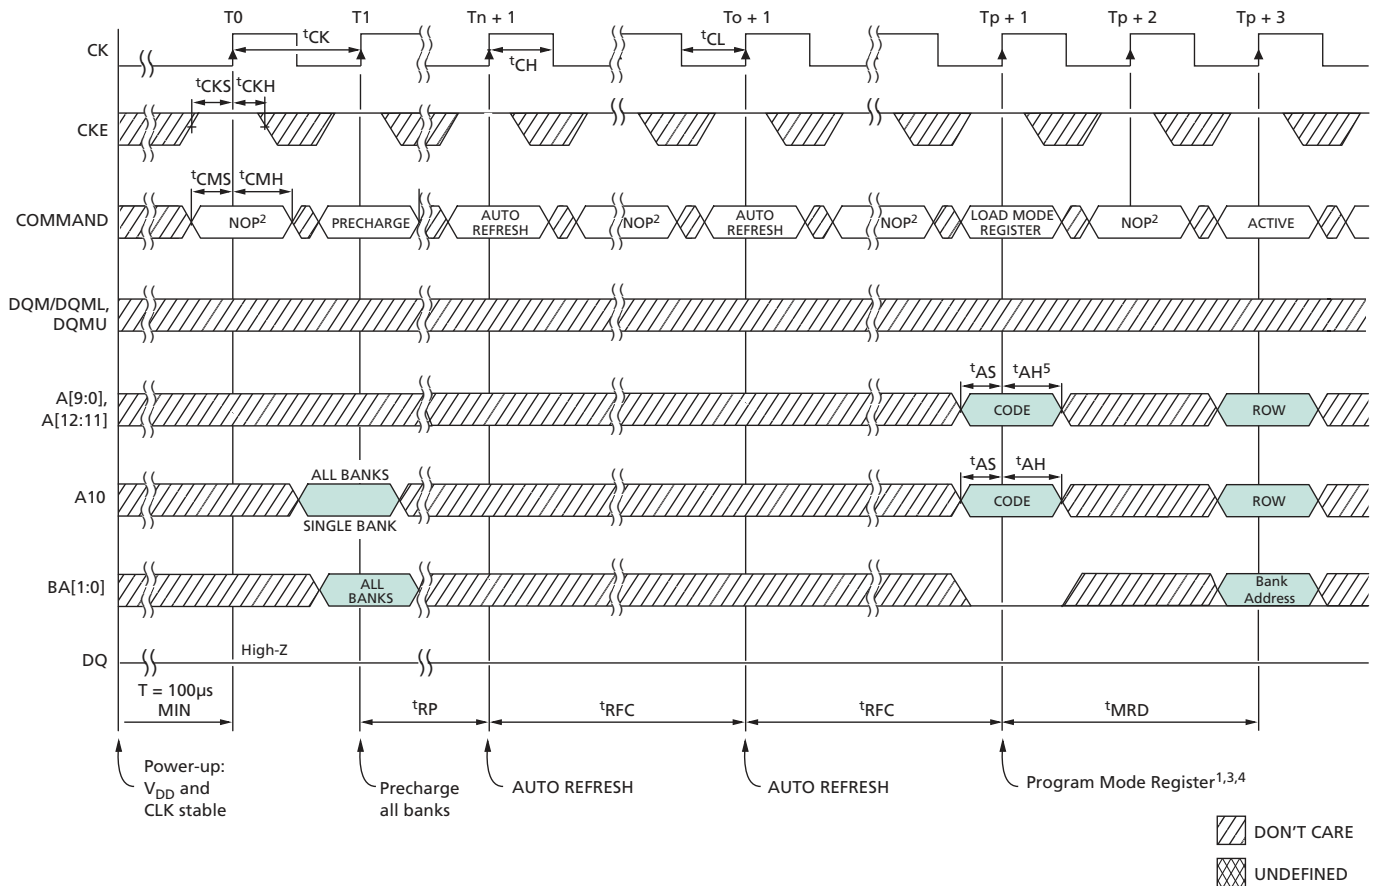 T0 T1 Tn + 1 To + 1 Tp + 1 Tp + 2 Tp + 3
CK
tCK
tCH
tCL
tCKS tCKH
CKE
tCMS tCMH
COMMAND
NOP2
PRECHARGE
AUTO
REFRESH
NOP2
AUTO
REFRESH
NOP2
LOAD MODE
REGISTER
NOP2
ACTIVE
DQM/DQML,
DQMU
A[9:0],
A[12:11]
tAS tAH5
CODE
ROW
A10
ALL BANKS
SINGLE BANK
tAS tAH
CODE
ROW
BA[1:0]
ALL
BANKS
Bank
Address
DQ
High-Z
T = 100µs
MIN
tRP tRFC tRFC tMRD
Power-up:
VDD and
CLK stable
Precharge
all banks
AUTO REFRESH
AUTO REFRESH
Program Mode Register1,3,4
DON'T CARE
UNDEFINED